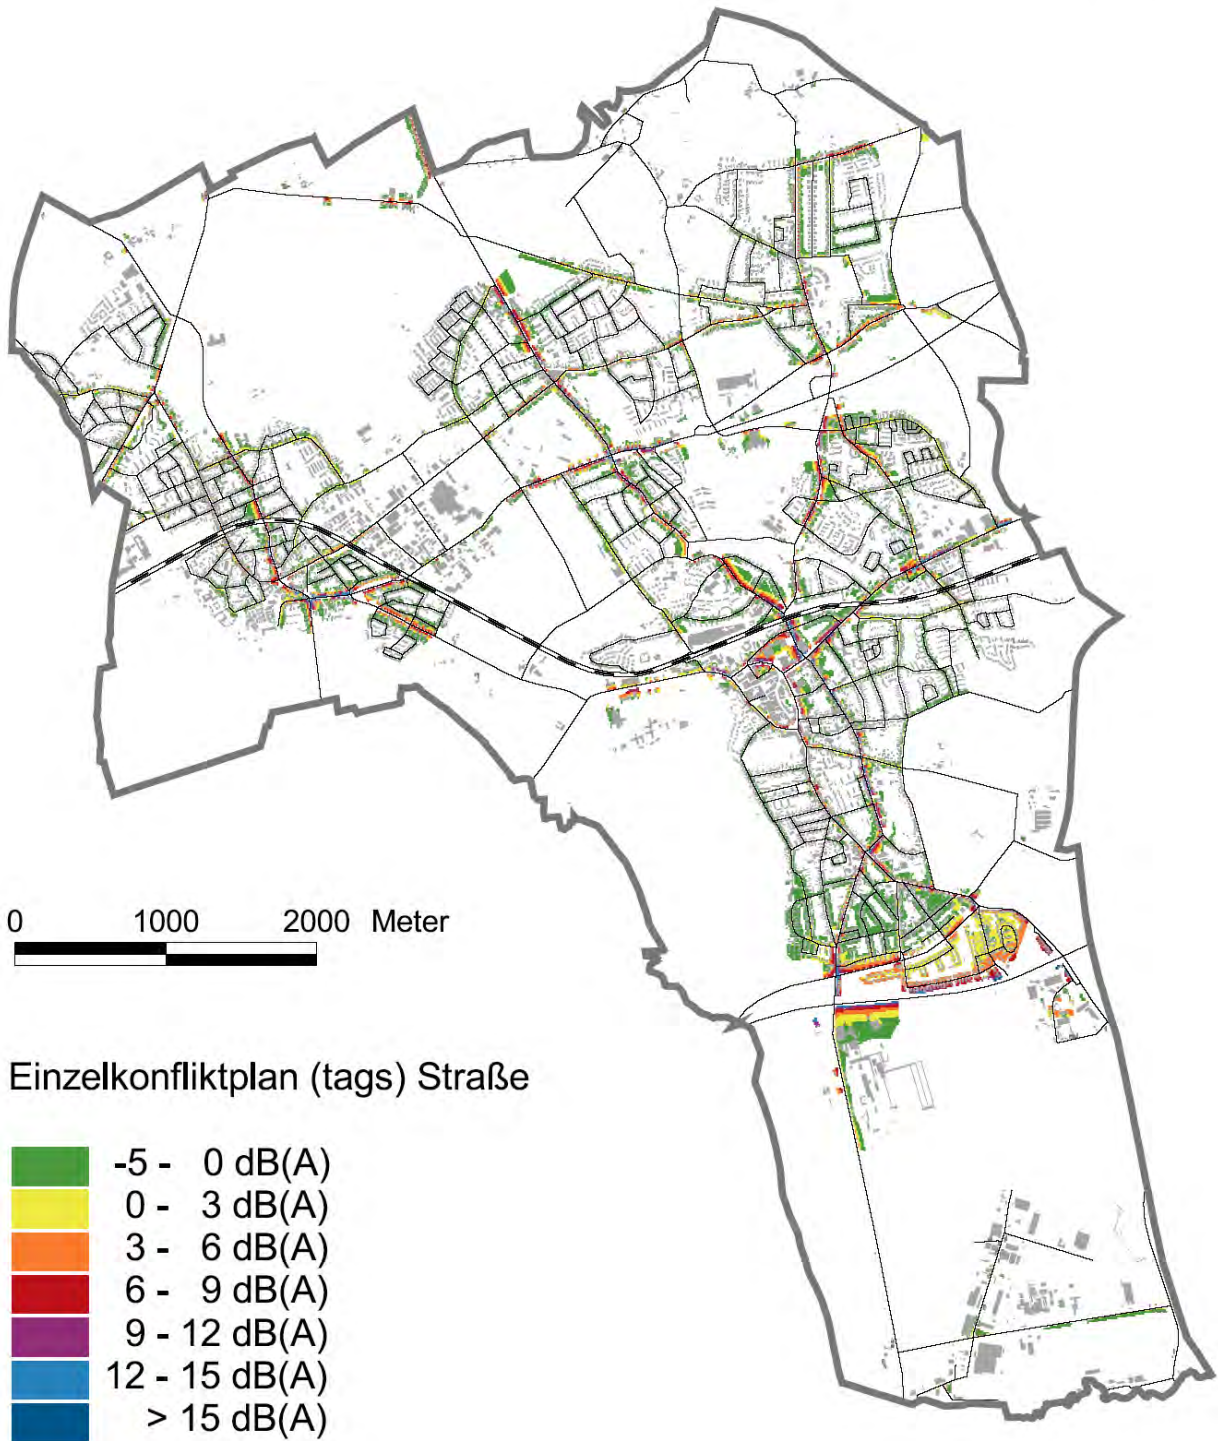 0 1000 2000 Meter
Einzelkonfliktplan (tags) Straße
-5 - 0 dB(A)
0 - 3 dB(A)
3 - 6 dB(A)
6 - 9 dB(A)
9 - 12 dB(A)
12 - 15 dB(A)
> 15 dB(A)